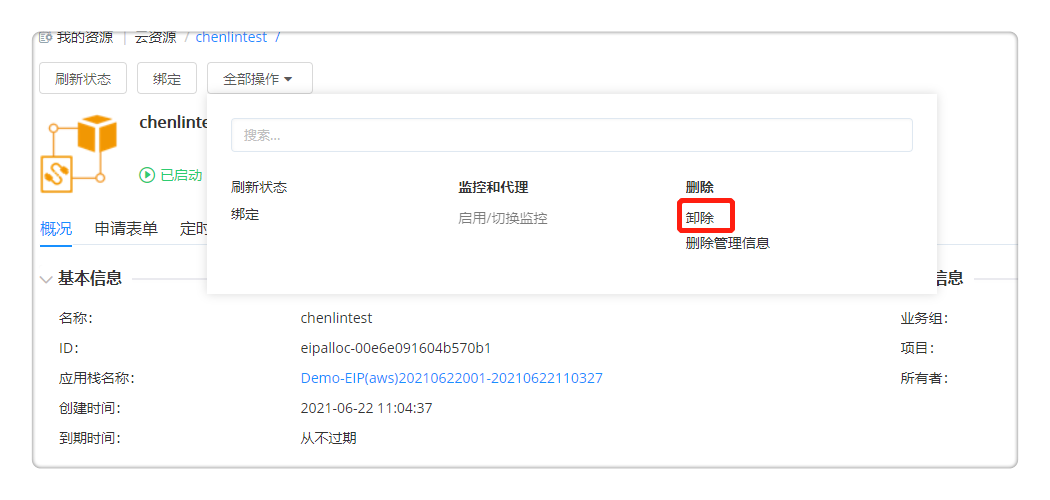 我的资源 | 云资源 / chenlintest /
刷新状态 绑定 全部操作
chenlinte
搜索...
已启动
刷新状态 监控和代理 删除
绑定 启用/切换监控 卸除
删除管理信息
概况 申请表单 定时
基本信息 信息
名称: chenlintest 业务组:
ID: eipalloc-00e6e091604b570b1 项目:
应用栈名称: Demo-EIP(aws)20210622001-20210622110327 所有者:
创建时间: 2021-06-22 11:04:37
到期时间: 从不过期